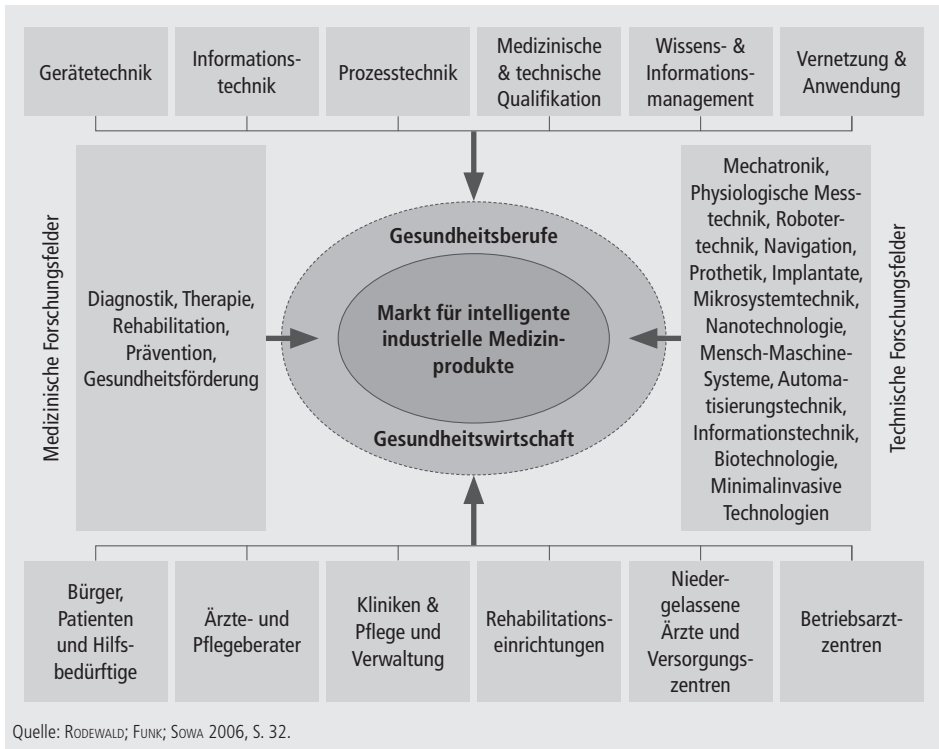 Gerätetechnik
Informations-
technik
Prozesstechnik
Medizinische
& technische
Qualifikation
Wissens- &
Informations-
management
Vernetzung &
Anwendung
Medizinische Forschungsfelder
Diagnostik, Therapie,
Rehabilitation,
Prävention,
Gesundheitsförderung
Gesundheitsberufe
Markt für intelligente
industrielle Medizin-
produkte
Gesundheitswirtschaft
Mechatronik,
Physiologische Mess-
technik, Roboter-
technik, Navigation,
Prothetik, Implantate,
Mikrosystemtechnik,
Nanotechnologie,
Mensch-Maschine-
Systeme, Automa-
tisierungstechnik,
Informationstechnik,
Biotechnologie,
Minimalinvasive
Technologien
Technische Forschungsfelder
Bürger,
Patienten
und Hilfs-
bedürftige
Ärzte- und
Pflegeberater
Kliniken &
Pflege und
Verwaltung
Rehabilitations-
einrichtungen
Nieder-
gelassene
Ärzte und
Versorgungs-
zentren
Betriebsarzt-
zentren
Quelle: Rodewald; Funk; Sowa 2006, S. 32.